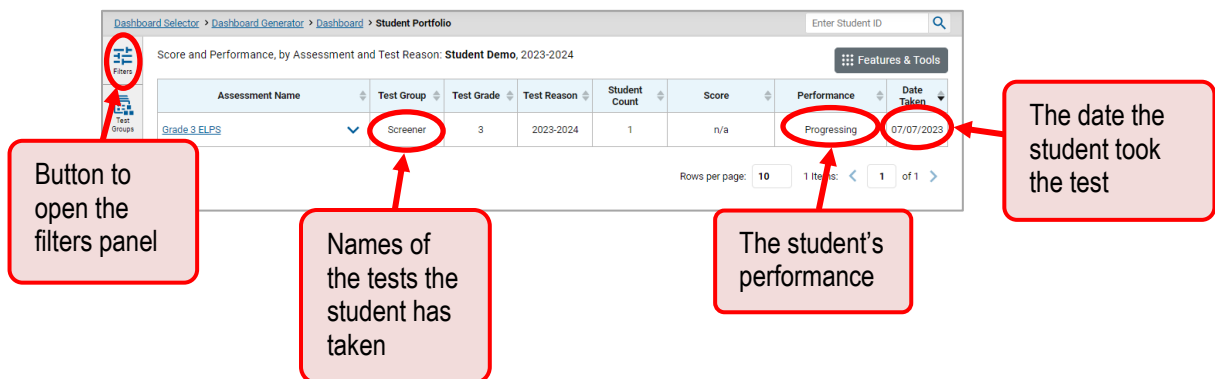 Dashboard Selector > Dashboard Generator > Dashboard > Student Portfolio
Enter Student ID
Filters
Score and Performance, by Assessment and Test Reason: Student Demo, 2023-2024
Features & Tools
Test
Groups
Assessment Name
Test Group
Test Grade
Test Reason
Student
Count
Score
Performance
Date
Taken
Grade 3 ELPS
Screener
3
2023-2024
1
n/a
Progressing
07/07/2023
Rows per page: 10
1 Items: < 1 of 1 >
Button to
open the
filters panel
Names of
the tests the
student has
taken
The student's
performance
The date the
student took
the test